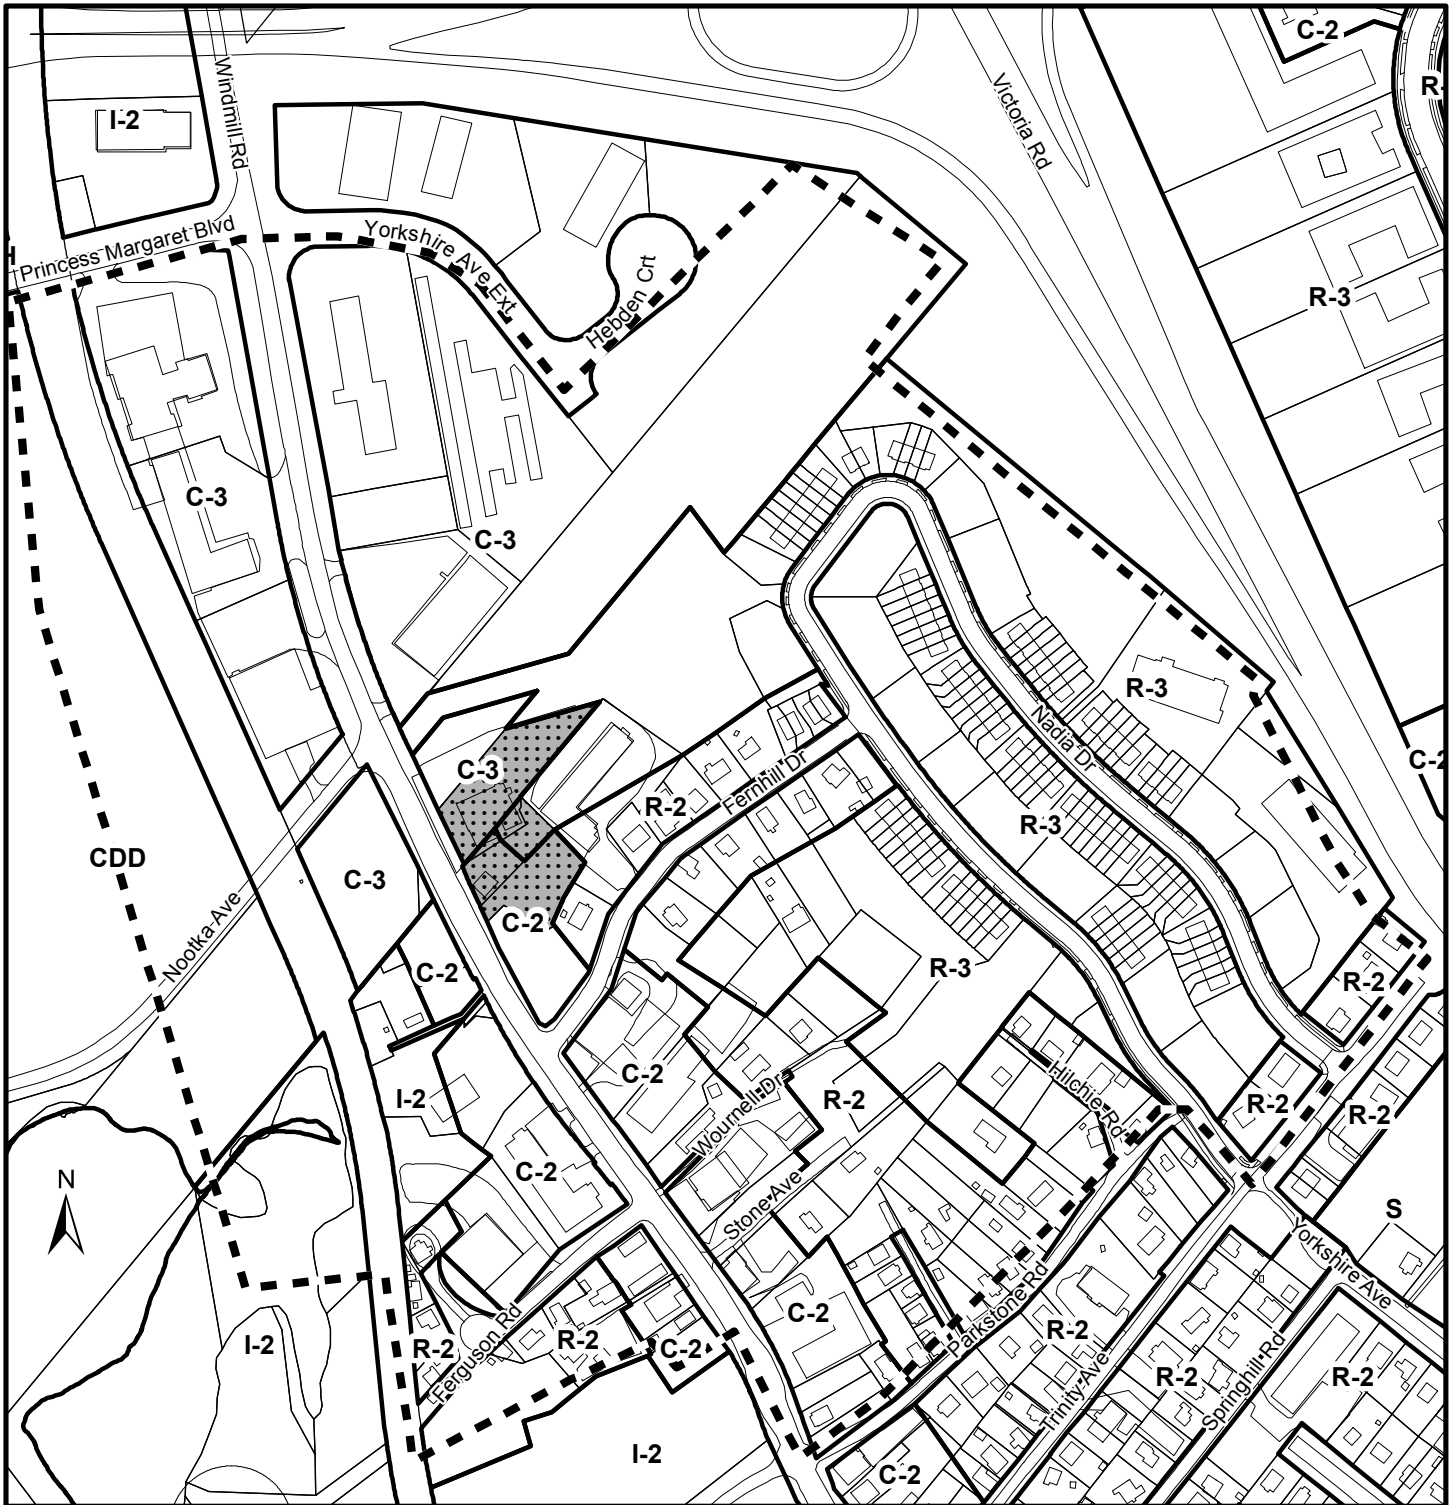 C-2
Windmill Rd
Victoria Rd
R-
I-2
Princess Margaret Blvd
Yorkshire Ave Ext
Hebden Crt
R-3
C-3
C-3
R-3
Nadia Dr
C-2
C-3
Fernhill Dr
R-2
R-3
CDD
C-3
Nootka Ave
C-2
C-2
R-3
R-2
I-2
C-2
Wournell Dr
R-2
Hilchie Rd
R-2
R-2
N
C-2
Stone Ave
S
Yorkshire Ave
C-2
Parkstone Rd
R-2
I-2
R-2
Ferguson Rd
R-2
C-2
Trinity Ave
R-2
Springhill Rd
R-2
I-2
C-2